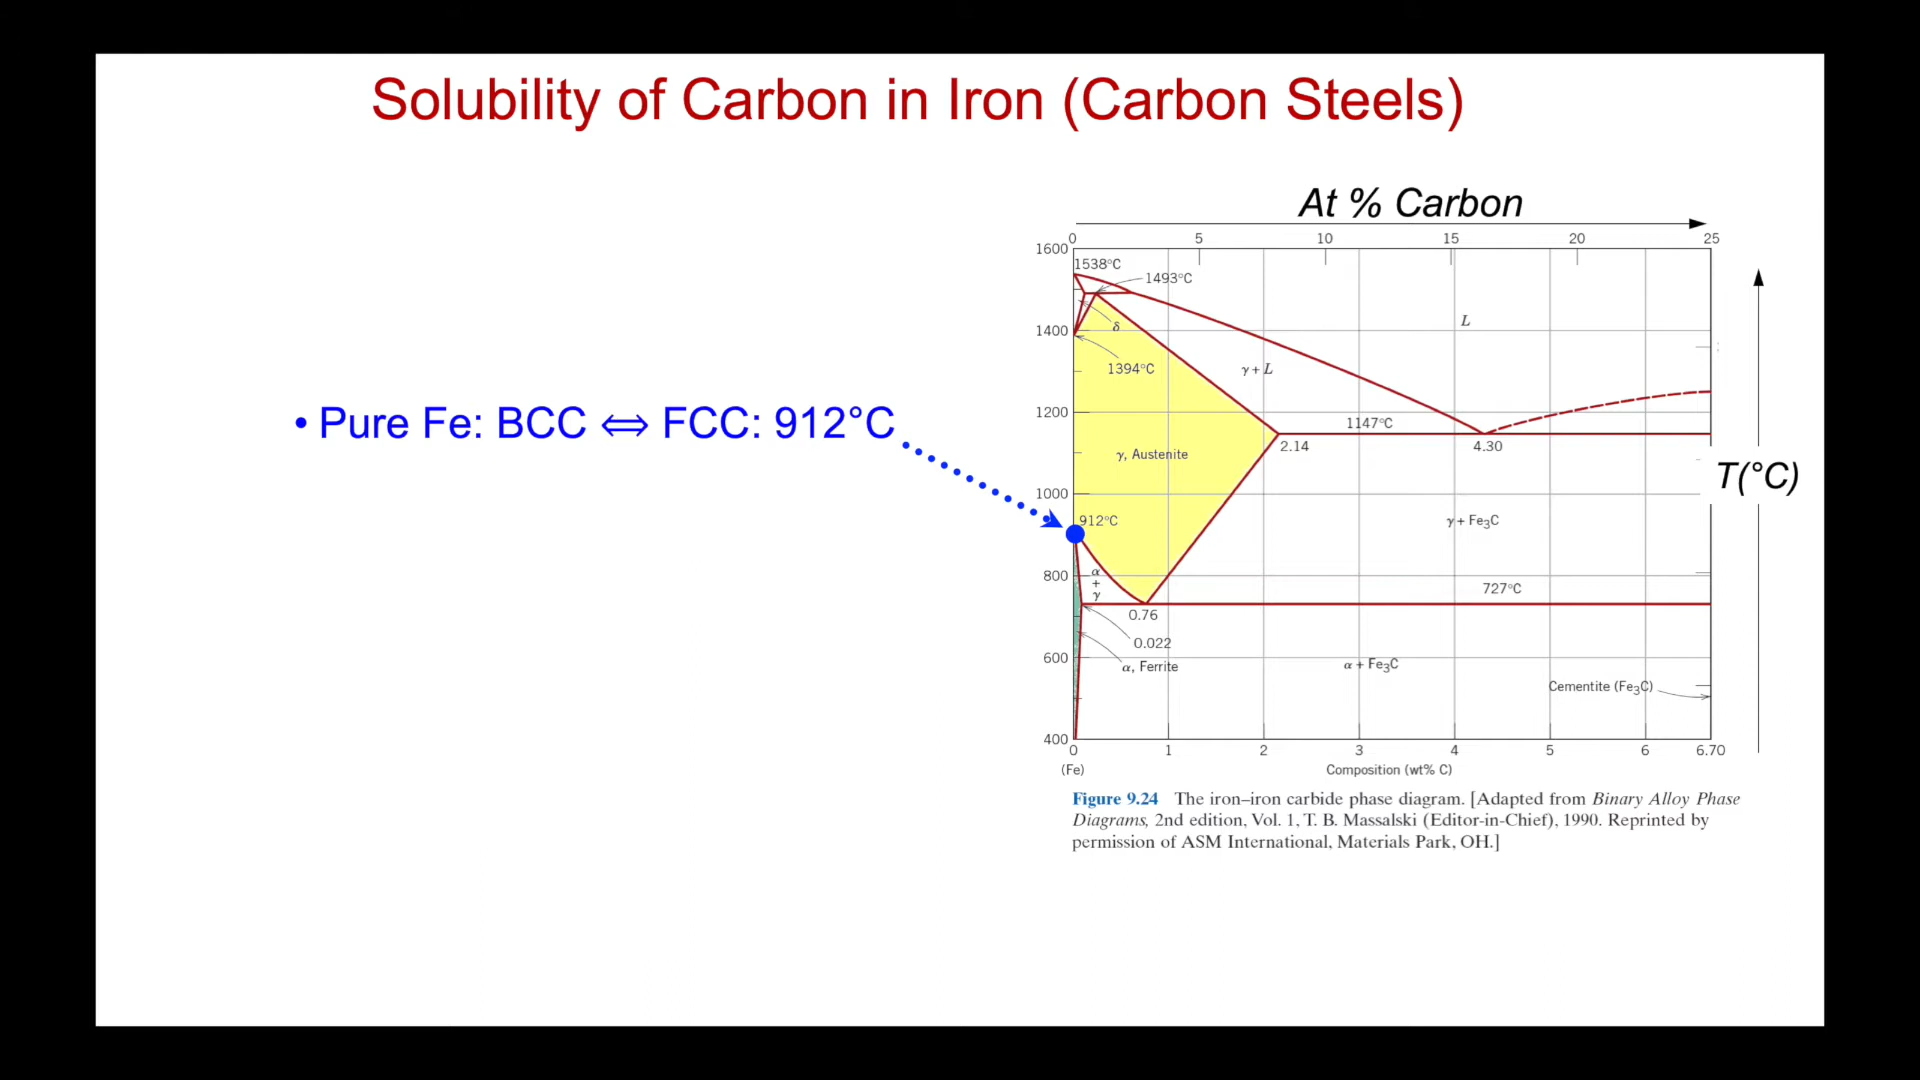 Solubility of Carbon in Iron (Carbon Steels)
• Pure Fe: BCC ⇔ FCC: 912°C
At % Carbon
0 5 10 15 20 25
1600
1538°C
1493°C
L
δ
1400
1394°C
γ + L
1200
1147°C
2.14
4.30
γ, Austenite
T(°C)
1000
912°C
γ + Fe₃C
800
α
+
γ
727°C
0.76
0.022
600
α, Ferrite
α + Fe₃C
Cementite (Fe₃C)
400
0 1 2 3 4 5 6 6.70
(Fe)
Composition (wt% C)
Figure 9.24 The iron–iron carbide phase diagram. [Adapted from Binary Alloy Phase
Diagrams, 2nd edition, Vol. 1, T. B. Massalski (Editor-in-Chief), 1990. Reprinted by
permission of ASM International, Materials Park, OH.]